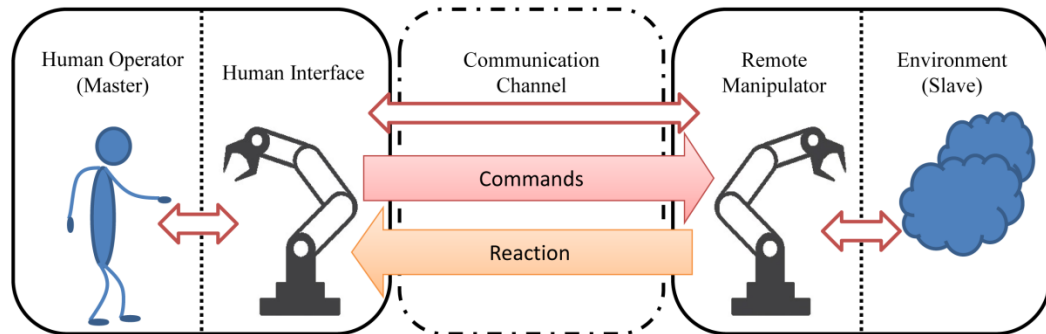 Human Operator
(Master)
Human Interface
Communication
Channel
Remote
Manipulator
Environment
(Slave)
Commands
Reaction